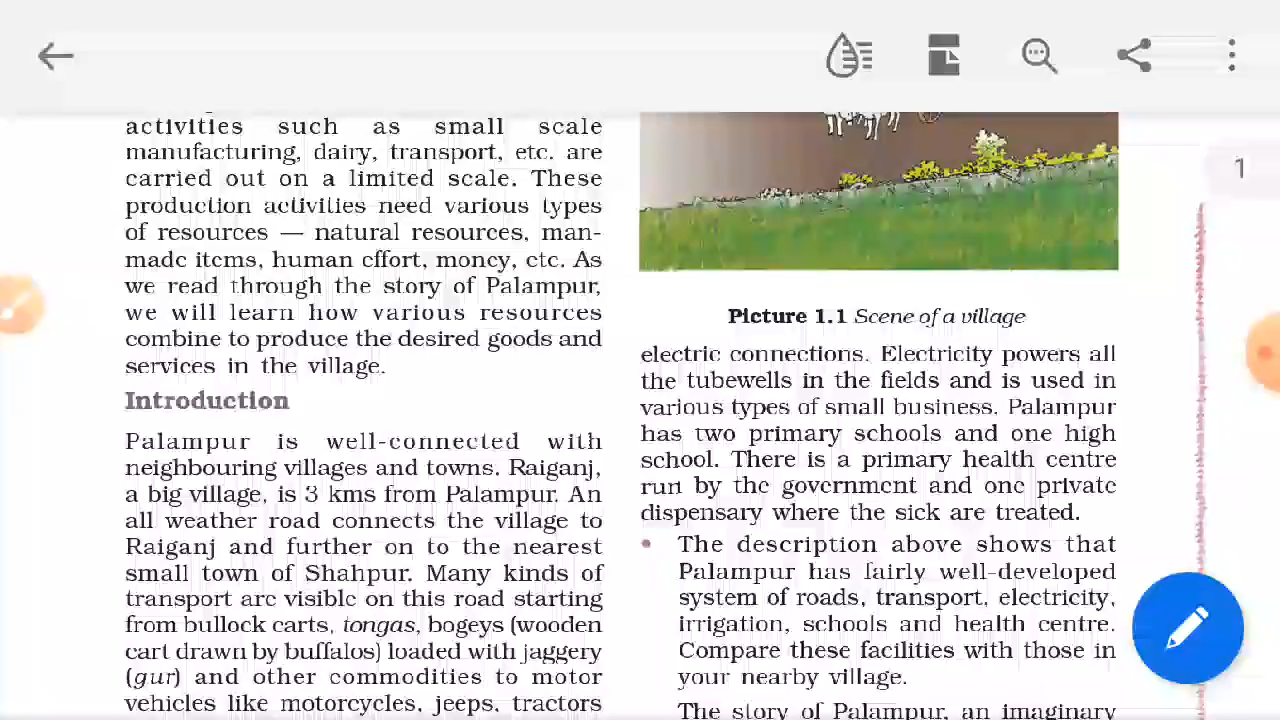 activities such as small scale
manufacturing, dairy, transport, etc. are
carried out on a limited scale. These
production activities need various types
of resources — natural resources, man-
made items, human effort, money, etc. As
we read through the story of Palampur,
we will learn how various resources
combine to produce the desired goods and
services in the village.
Introduction
Palampur is well-connected with
neighbouring villages and towns. Raiganj,
a big village, is 3 kms from Palampur. An
all weather road connects the village to
Raiganj and further on to the nearest
small town of Shahpur. Many kinds of
transport are visible on this road starting
from bullock carts, tongas, bogeys (wooden
cart drawn by buffalos) loaded with jaggery
(gur) and other commodities to motor
vehicles like motorcycles, jeeps, tractors
Picture 1.1 Scene of a village
electric connections. Electricity powers all
the tubewells in the fields and is used in
various types of small business. Palampur
has two primary schools and one high
school. There is a primary health centre
run by the government and one private
dispensary where the sick are treated.
• The description above shows that
Palampur has fairly well-developed
system of roads, transport, electricity,
irrigation, schools and health centre.
Compare these facilities with those in
your nearby village.
The story of Palampur, an imaginary
1